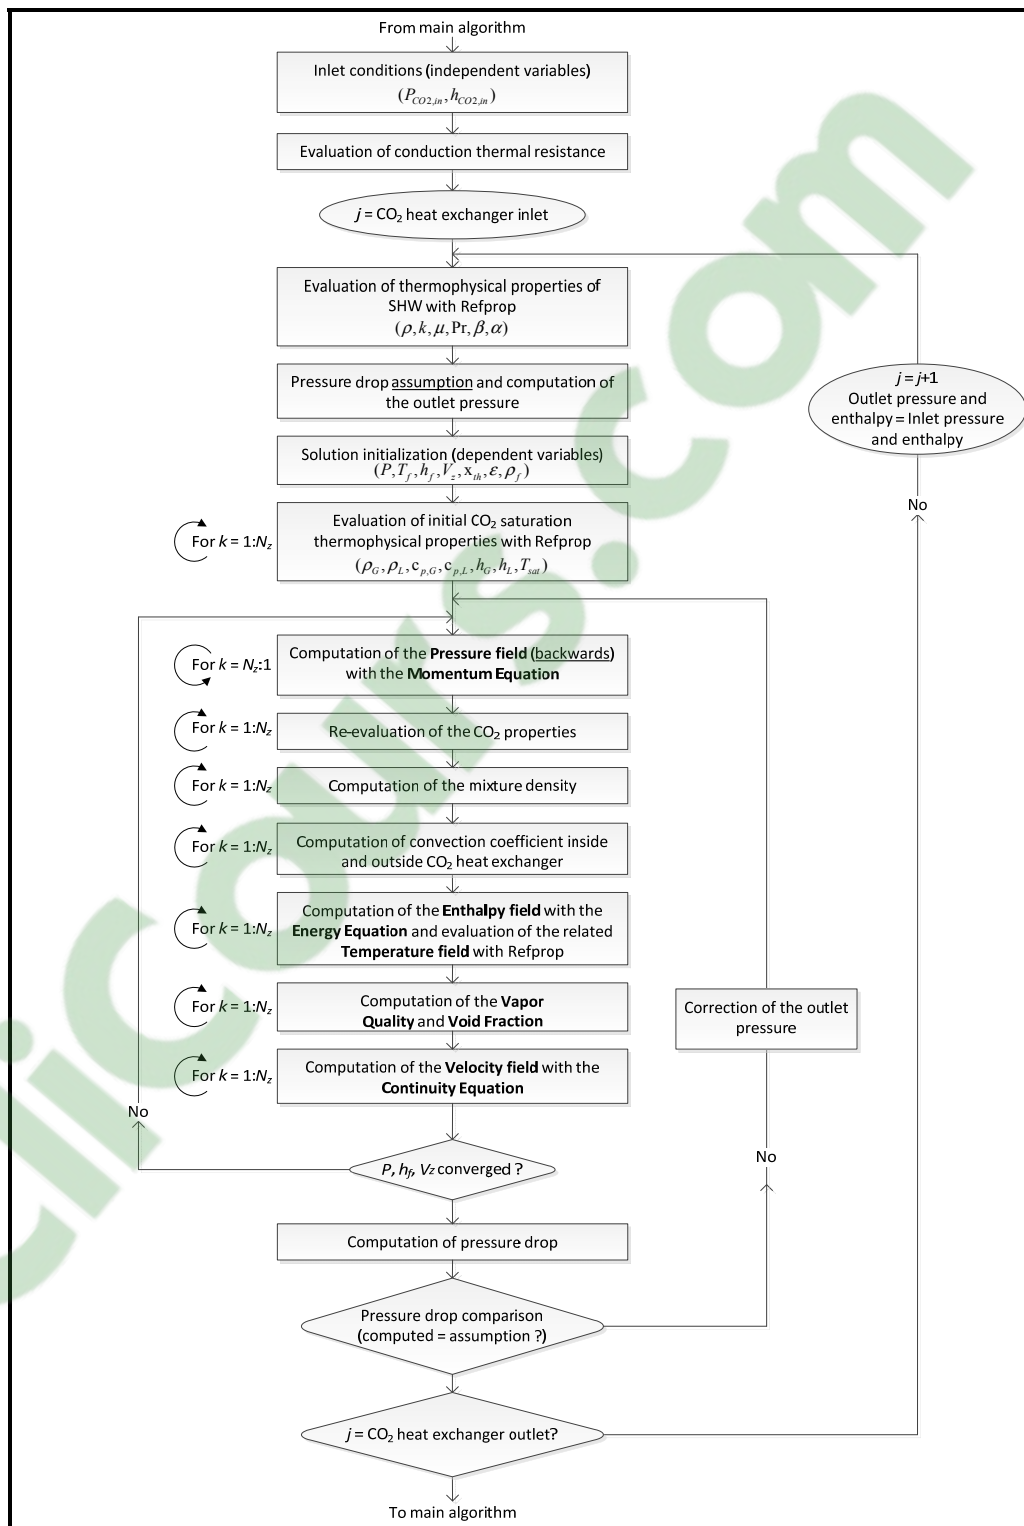 From main algorithm
Inlet conditions (independent variables)
(P_CO2,in, h_CO2,in)
Evaluation of conduction thermal resistance
j = CO₂ heat exchanger inlet
Evaluation of thermophysical properties of
SHW with Refprop
(ρ, k, μ, Pr, β, α)
Pressure drop assumption and computation of
the outlet pressure
j = j+1
Outlet pressure and
enthalpy = Inlet pressure
and enthalpy
Solution initialization (dependent variables)
(P, T_f, h_f, V_z, x_th, ε, ρ_f)
No
Evaluation of initial CO₂ saturation
thermophysical properties with Refprop
(ρ_G, ρ_L, c_p,G, c_p,L, h_G, h_L, T_sat)
For k = 1:N_z
Computation of the Pressure field (backwards)
with the Momentum Equation
For k = N_z:1
For k = 1:N_z
Re-evaluation of the CO₂ properties
For k = 1:N_z
Computation of the mixture density
For k = 1:N_z
Computation of convection coefficient inside
and outside CO₂ heat exchanger
For k = 1:N_z
Computation of the Enthalpy field with the
Energy Equation and evaluation of the related
Temperature field with Refprop
For k = 1:N_z
Computation of the Vapor
Quality and Void Fraction
Correction of the outlet
pressure
For k = 1:N_z
Computation of the Velocity field with the
Continuity Equation
No
P, h_f, V_z converged ?
No
Computation of pressure drop
Pressure drop comparison
(computed = assumption ?)
j = CO₂ heat exchanger outlet?
To main algorithm
cliCours.com